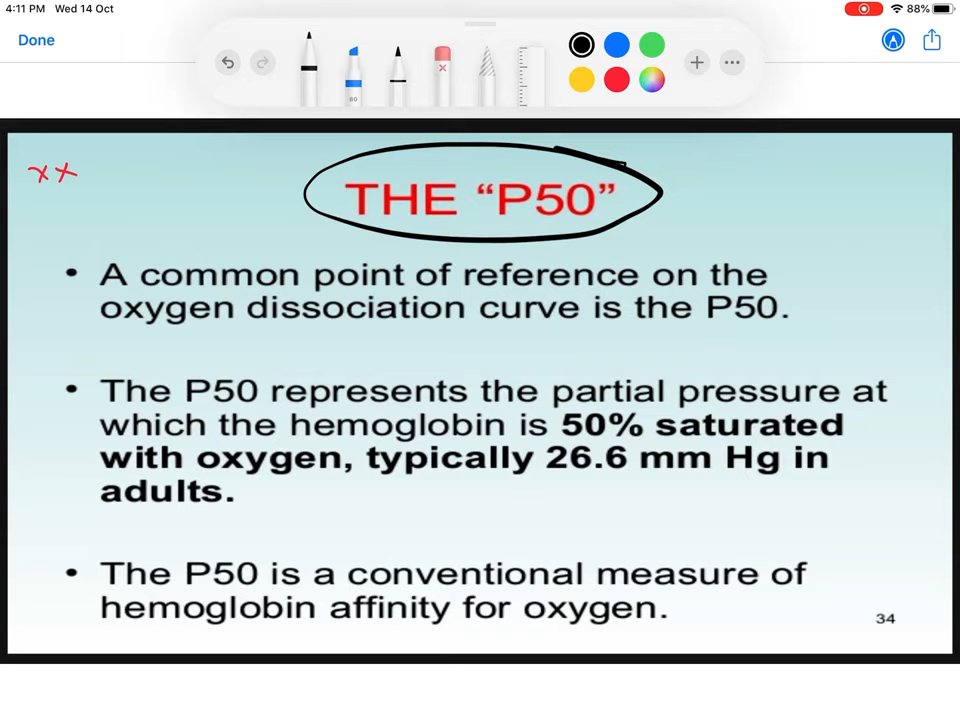 4:11 PM Wed 14 Oct
88%
Done
80
xx
THE “P50”
• A common point of reference on the
oxygen dissociation curve is the P50.
• The P50 represents the partial pressure at
which the hemoglobin is 50% saturated
with oxygen, typically 26.6 mm Hg in
adults.
• The P50 is a conventional measure of
hemoglobin affinity for oxygen.
34